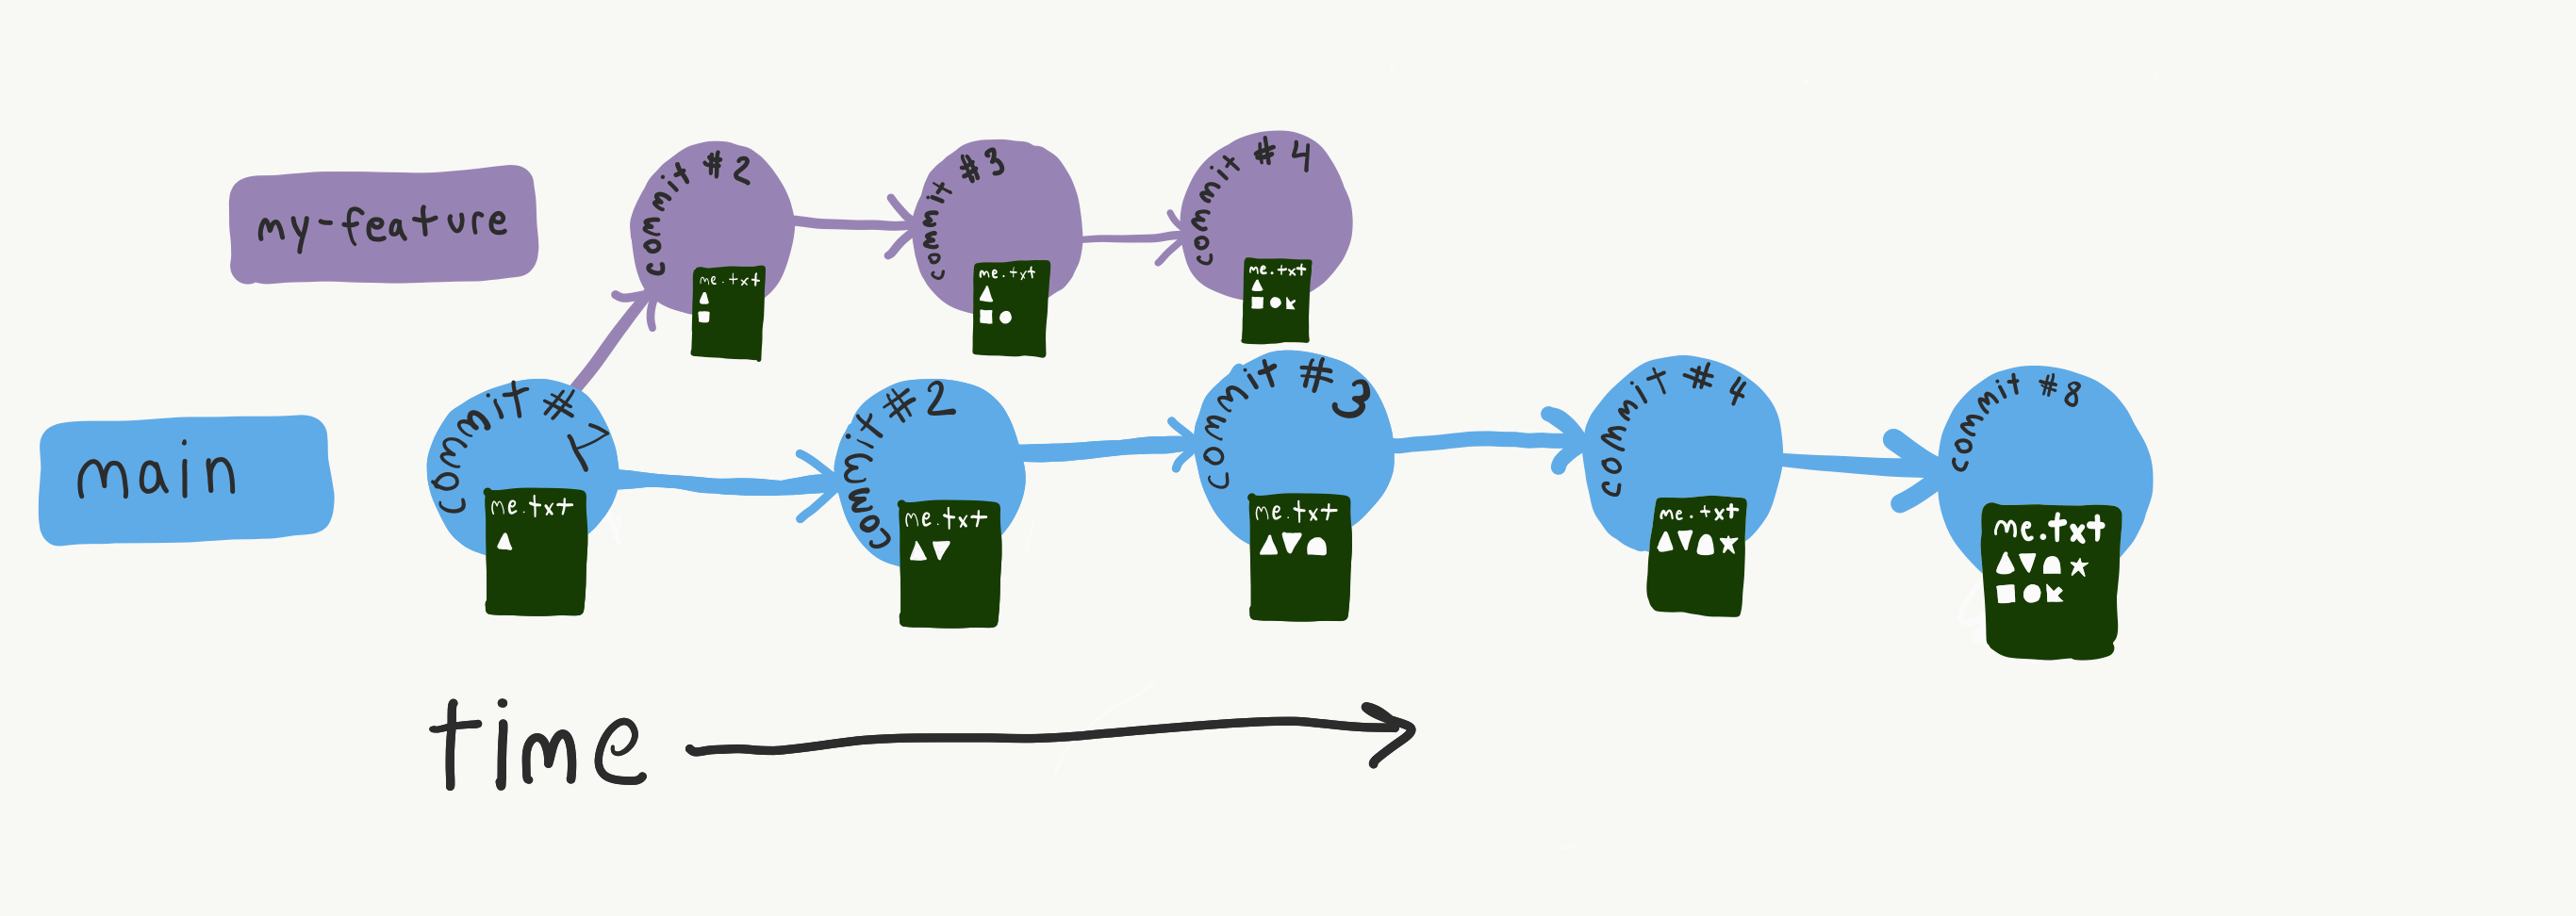 my-feature
commit #2
me.txt
commit #3
me.txt
commit #4
me.txt
main
commit #1
me.txt
commit #2
me.txt
commit #3
me.txt
commit #4
me.txt
commit #8
me.txt
time